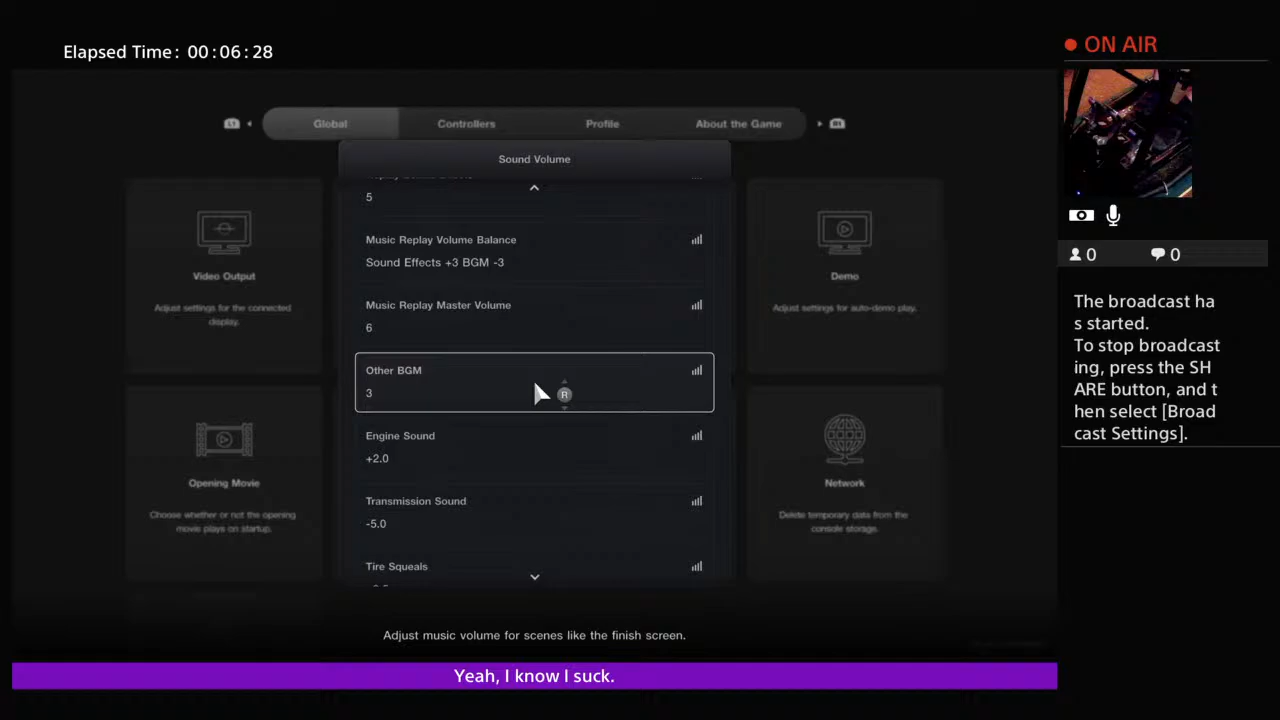 Elapsed Time: 00:06:28
ON AIR
L1
Global
Controllers
Profile
About the Game
R1
Sound Volume
5
Music Replay Volume Balance
Sound Effects +3 BGM -3
Music Replay Master Volume
6
Other BGM
3
R
Engine Sound
+2.0
Transmission Sound
-5.0
Tire Squeals
Video Output
Adjust settings for the connected
display.
Opening Movie
Choose whether or not the opening
movie plays on startup.
Demo
Adjust settings for auto-demo play.
Network
Delete temporary data from the
console storage.
Adjust music volume for scenes like the finish screen.
Yeah, I know I suck.
0
0
The broadcast ha
s started.
To stop broadcast
ing, press the SH
ARE button, and t
hen select [Broad
cast Settings].